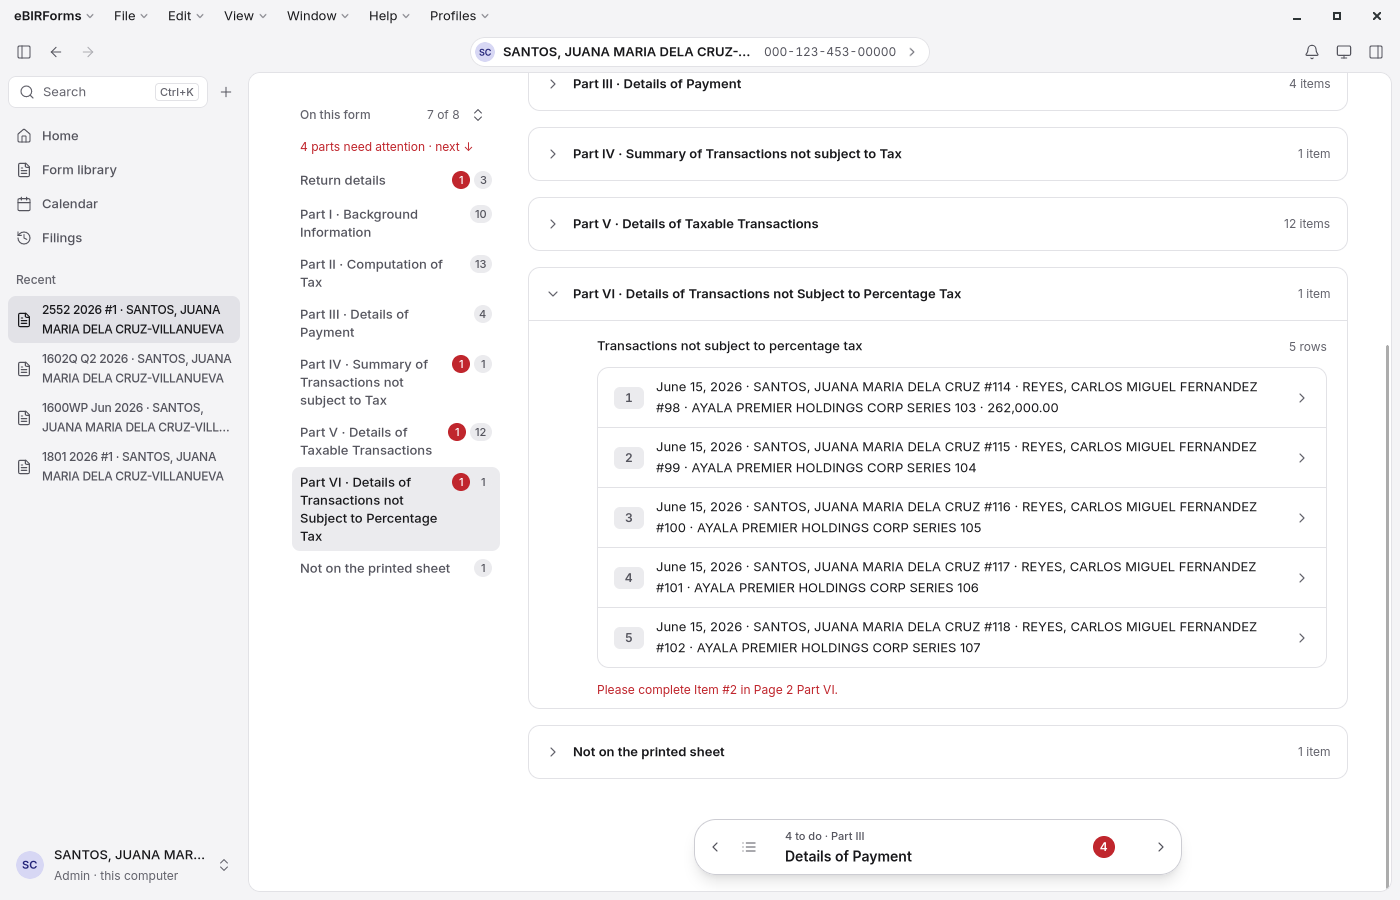 eBIRForms File Edit View Window Help Profiles
SC SANTOS, JUANA MARIA DELA CRUZ-... 000-123-453-00000
Search Ctrl+K
Home
Form library
Calendar
Filings
Recent
2552 2026 #1 · SANTOS, JUANA
MARIA DELA CRUZ-VILLANUEVA
1602Q Q2 2026 · SANTOS, JUANA
MARIA DELA CRUZ-VILLANUEVA
1600WP Jun 2026 · SANTOS,
JUANA MARIA DELA CRUZ-VILL...
1801 2026 #1 · SANTOS, JUANA
MARIA DELA CRUZ-VILLANUEVA
SC SANTOS, JUANA MAR...
Admin · this computer
On this form 7 of 8
4 parts need attention · next ↓
Return details 1 3
Part I · Background 10
Information
Part II · Computation of 13
Tax
Part III · Details of 4
Payment
Part IV · Summary of 1 1
Transactions not
subject to Tax
Part V · Details of 1 12
Taxable Transactions
Part VI · Details of 1 1
Transactions not
Subject to Percentage
Tax
Not on the printed sheet 1
Part III · Details of Payment 4 items
Part IV · Summary of Transactions not subject to Tax 1 item
Part V · Details of Taxable Transactions 12 items
Part VI · Details of Transactions not Subject to Percentage Tax 1 item
Transactions not subject to percentage tax 5 rows
1 June 15, 2026 · SANTOS, JUANA MARIA DELA CRUZ #114 · REYES, CARLOS MIGUEL FERNANDEZ
#98 · AYALA PREMIER HOLDINGS CORP SERIES 103 · 262,000.00
2 June 15, 2026 · SANTOS, JUANA MARIA DELA CRUZ #115 · REYES, CARLOS MIGUEL FERNANDEZ
#99 · AYALA PREMIER HOLDINGS CORP SERIES 104
3 June 15, 2026 · SANTOS, JUANA MARIA DELA CRUZ #116 · REYES, CARLOS MIGUEL FERNANDEZ
#100 · AYALA PREMIER HOLDINGS CORP SERIES 105
4 June 15, 2026 · SANTOS, JUANA MARIA DELA CRUZ #117 · REYES, CARLOS MIGUEL FERNANDEZ
#101 · AYALA PREMIER HOLDINGS CORP SERIES 106
5 June 15, 2026 · SANTOS, JUANA MARIA DELA CRUZ #118 · REYES, CARLOS MIGUEL FERNANDEZ
#102 · AYALA PREMIER HOLDINGS CORP SERIES 107
Please complete Item #2 in Page 2 Part VI.
Not on the printed sheet 1 item
4 to do · Part III
Details of Payment 4